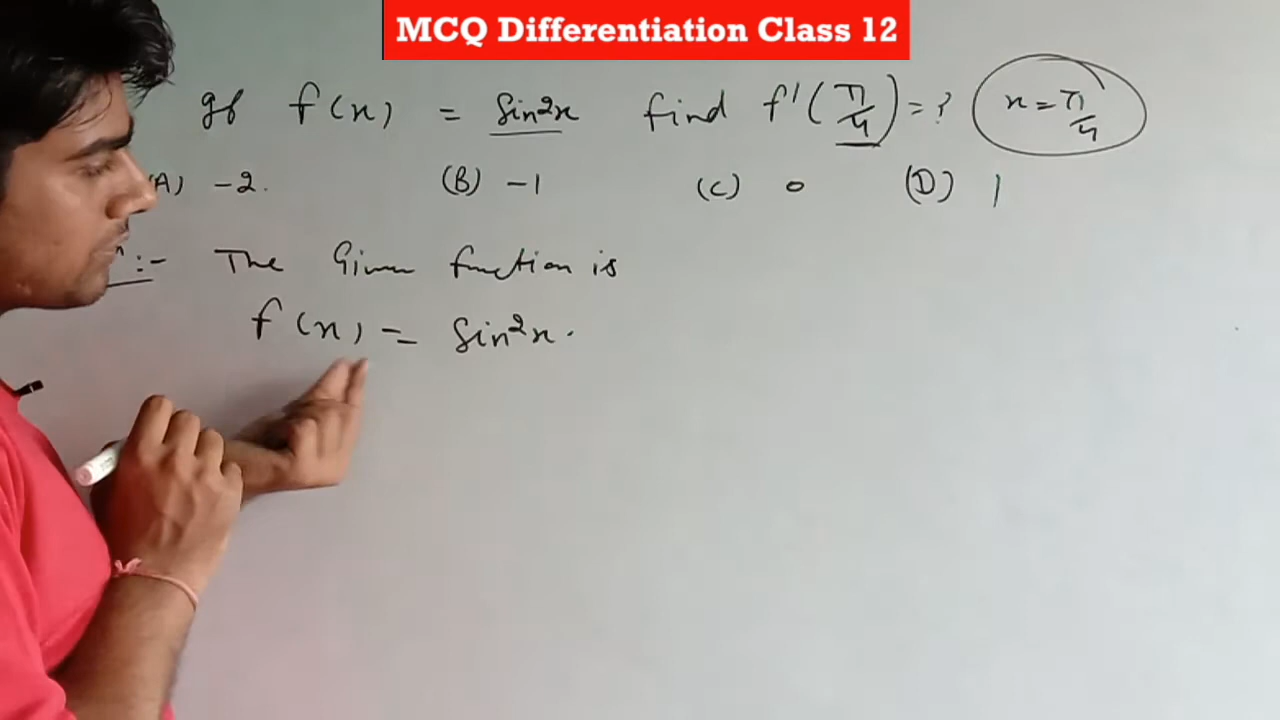 MCQ Differentiation Class 12
If f(x) = Sin²x find f'(π/4) = ? x = π/4
(A) -2. (B) -1 (C) 0 (D) 1
:- The Given function is
f(x) = Sin²x.